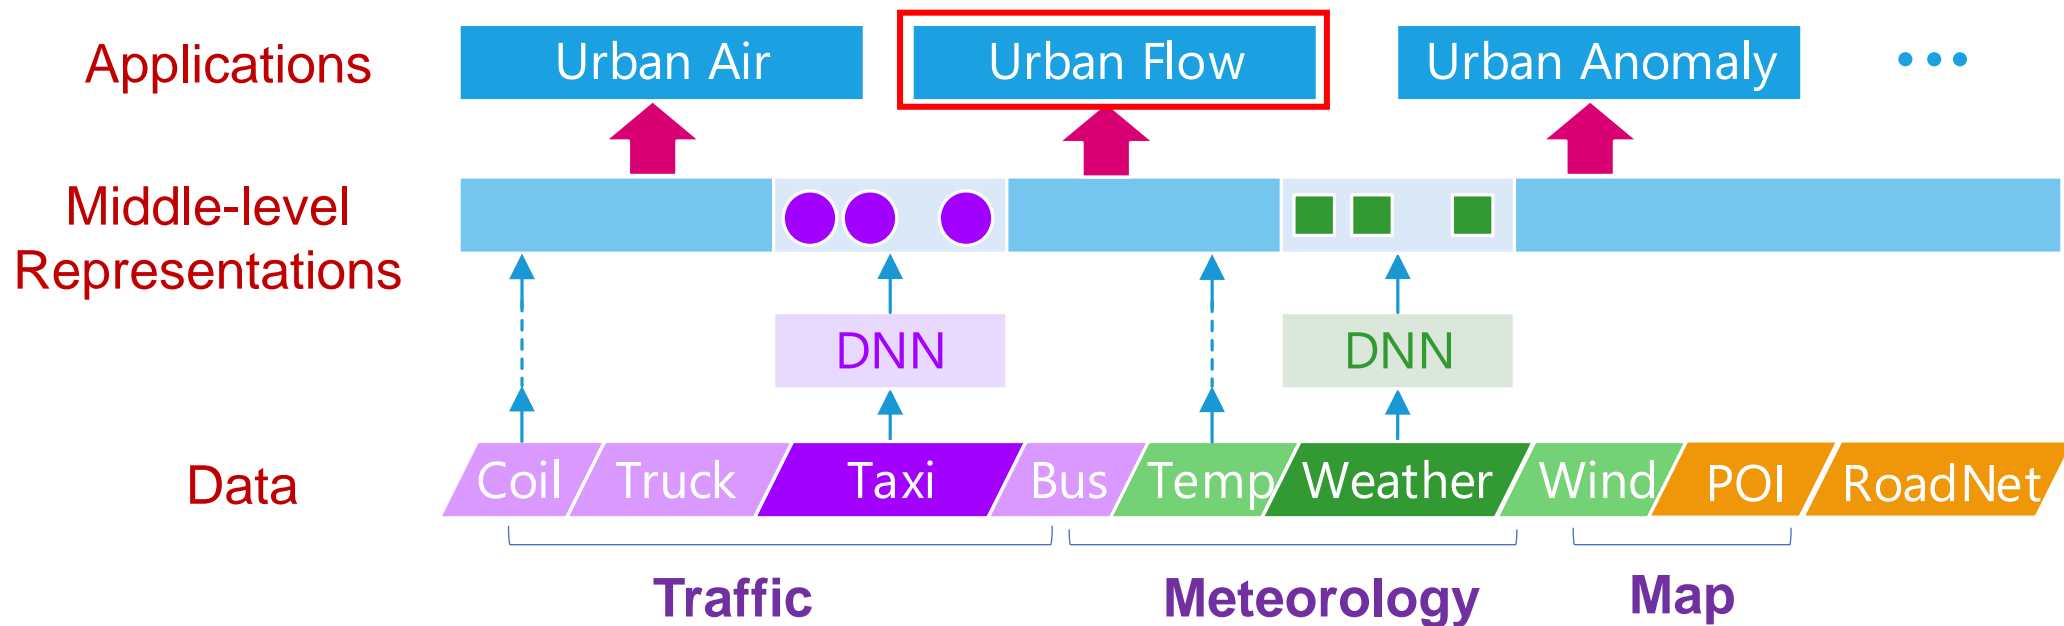 Applications
Urban Air
Urban Flow
Urban Anomaly
Middle-level
Representations
DNN
DNN
Data
Coil
Truck
Taxi
Bus
Temp
Weather
Wind
POI
RoadNet
Traffic
Meteorology
Map